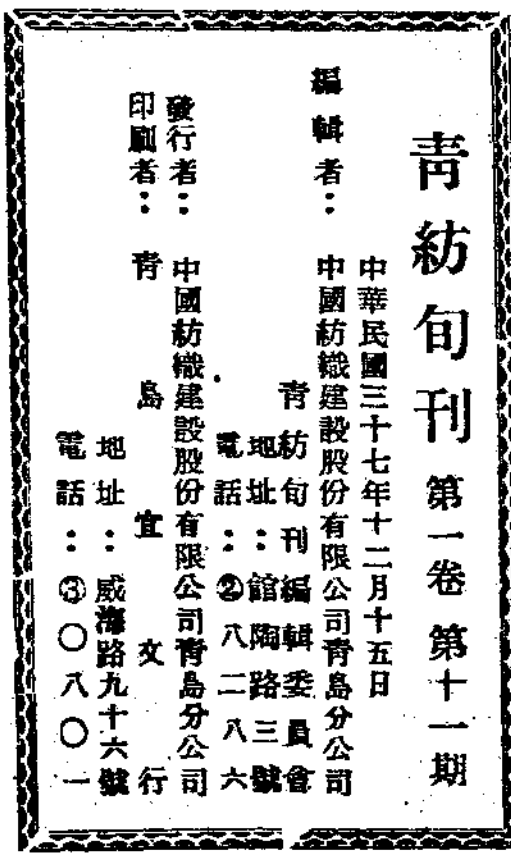 青紡旬刊 第一卷 第十一期
中華民國三十七年十二月十五日
編輯者：中國紡織建設股份有限公司青島分公司
青紡旬刊編輯委員會
地址：館陶路三號
電話：②八二八六
發行者：中國紡織建設股份有限公司青島分公司
印刷者：青島宜文行
地址：威海路九十六號
電話：③〇八〇一